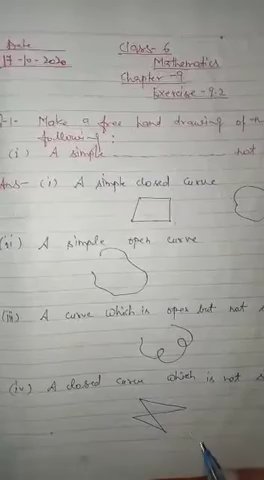 Date
17-10-2020
Class-6
Mathematics
Chapter-9
Exercise-9.2
Make a free hand drawing of
following:
(i) A simple not
Ans- (i) A simple closed curve
(ii) A simple open curve
(iii) A curve which is open but not
(iv) A closed curve which is not